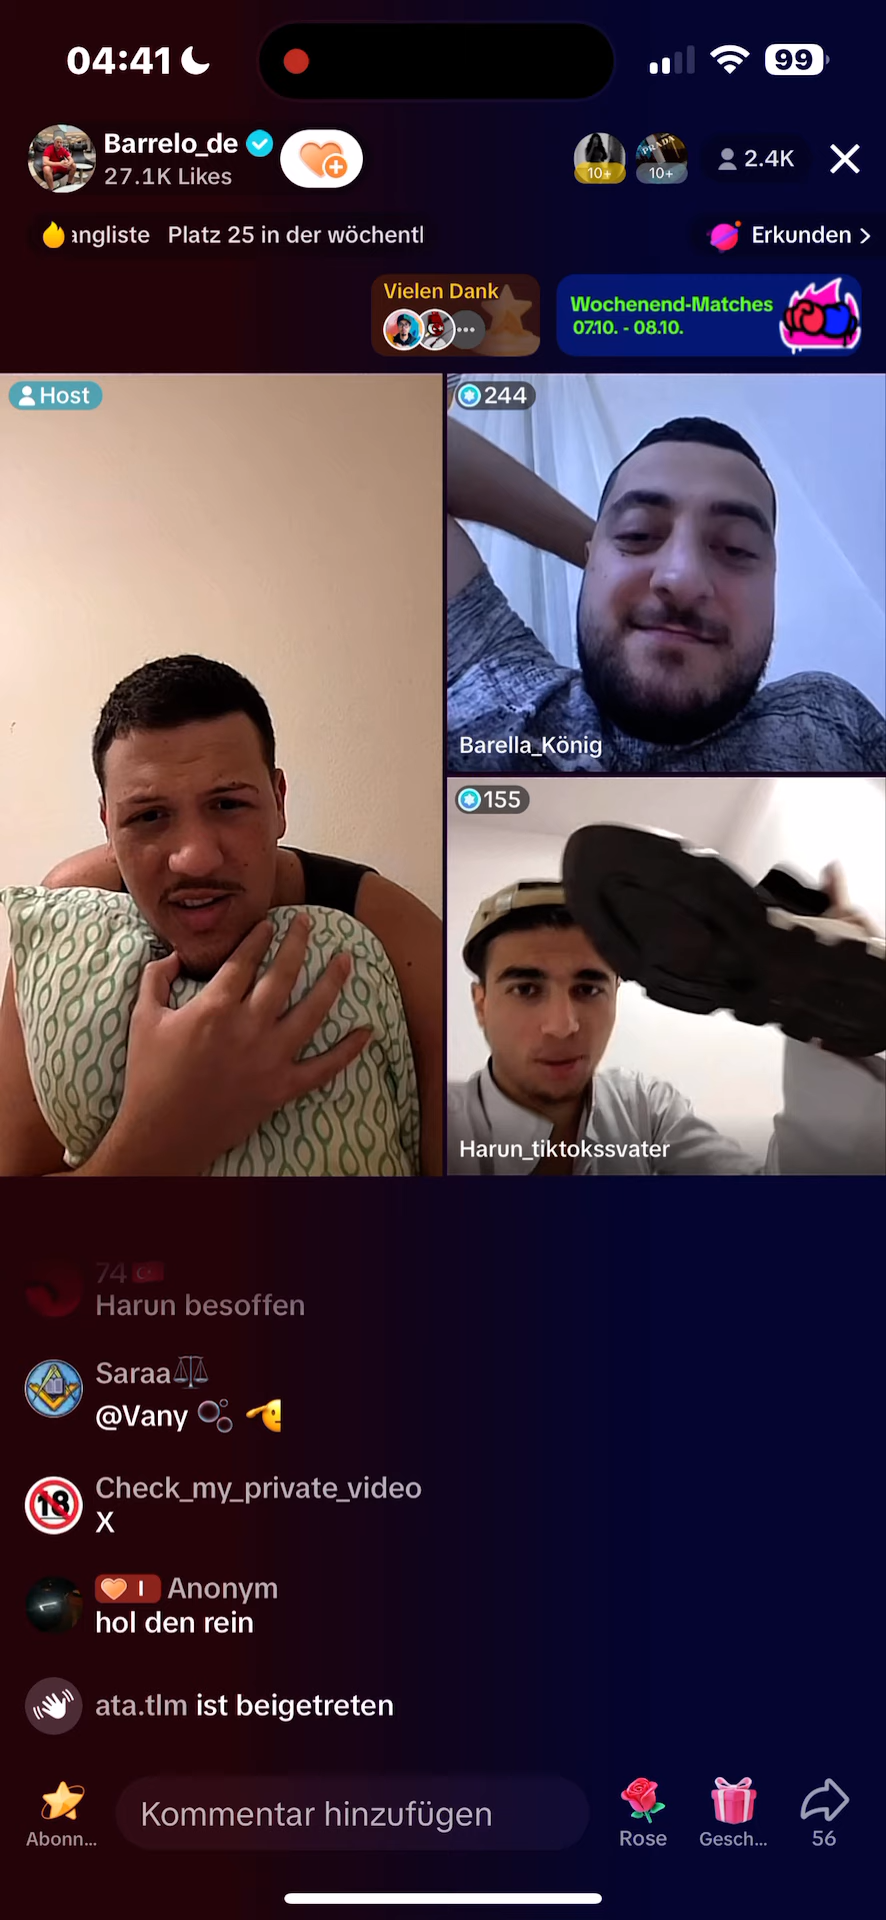 04:41
99
Barrelo_de
27.1K Likes
10+
PRADA
10+
2.4K
angliste Platz 25 in der wöchentl
Erkunden >
Vielen Dank
Wochenend-Matches
07.10. - 08.10.
Host
244
Barella_König
155
Harun_tiktokssvater
74
Harun besoffen
Saraa
@Vany
18
Check_my_private_video
X
I Anonym
hol den rein
ata.tlm ist beigetreten
Abonn...
Kommentar hinzufügen
Rose
Gesch...
56